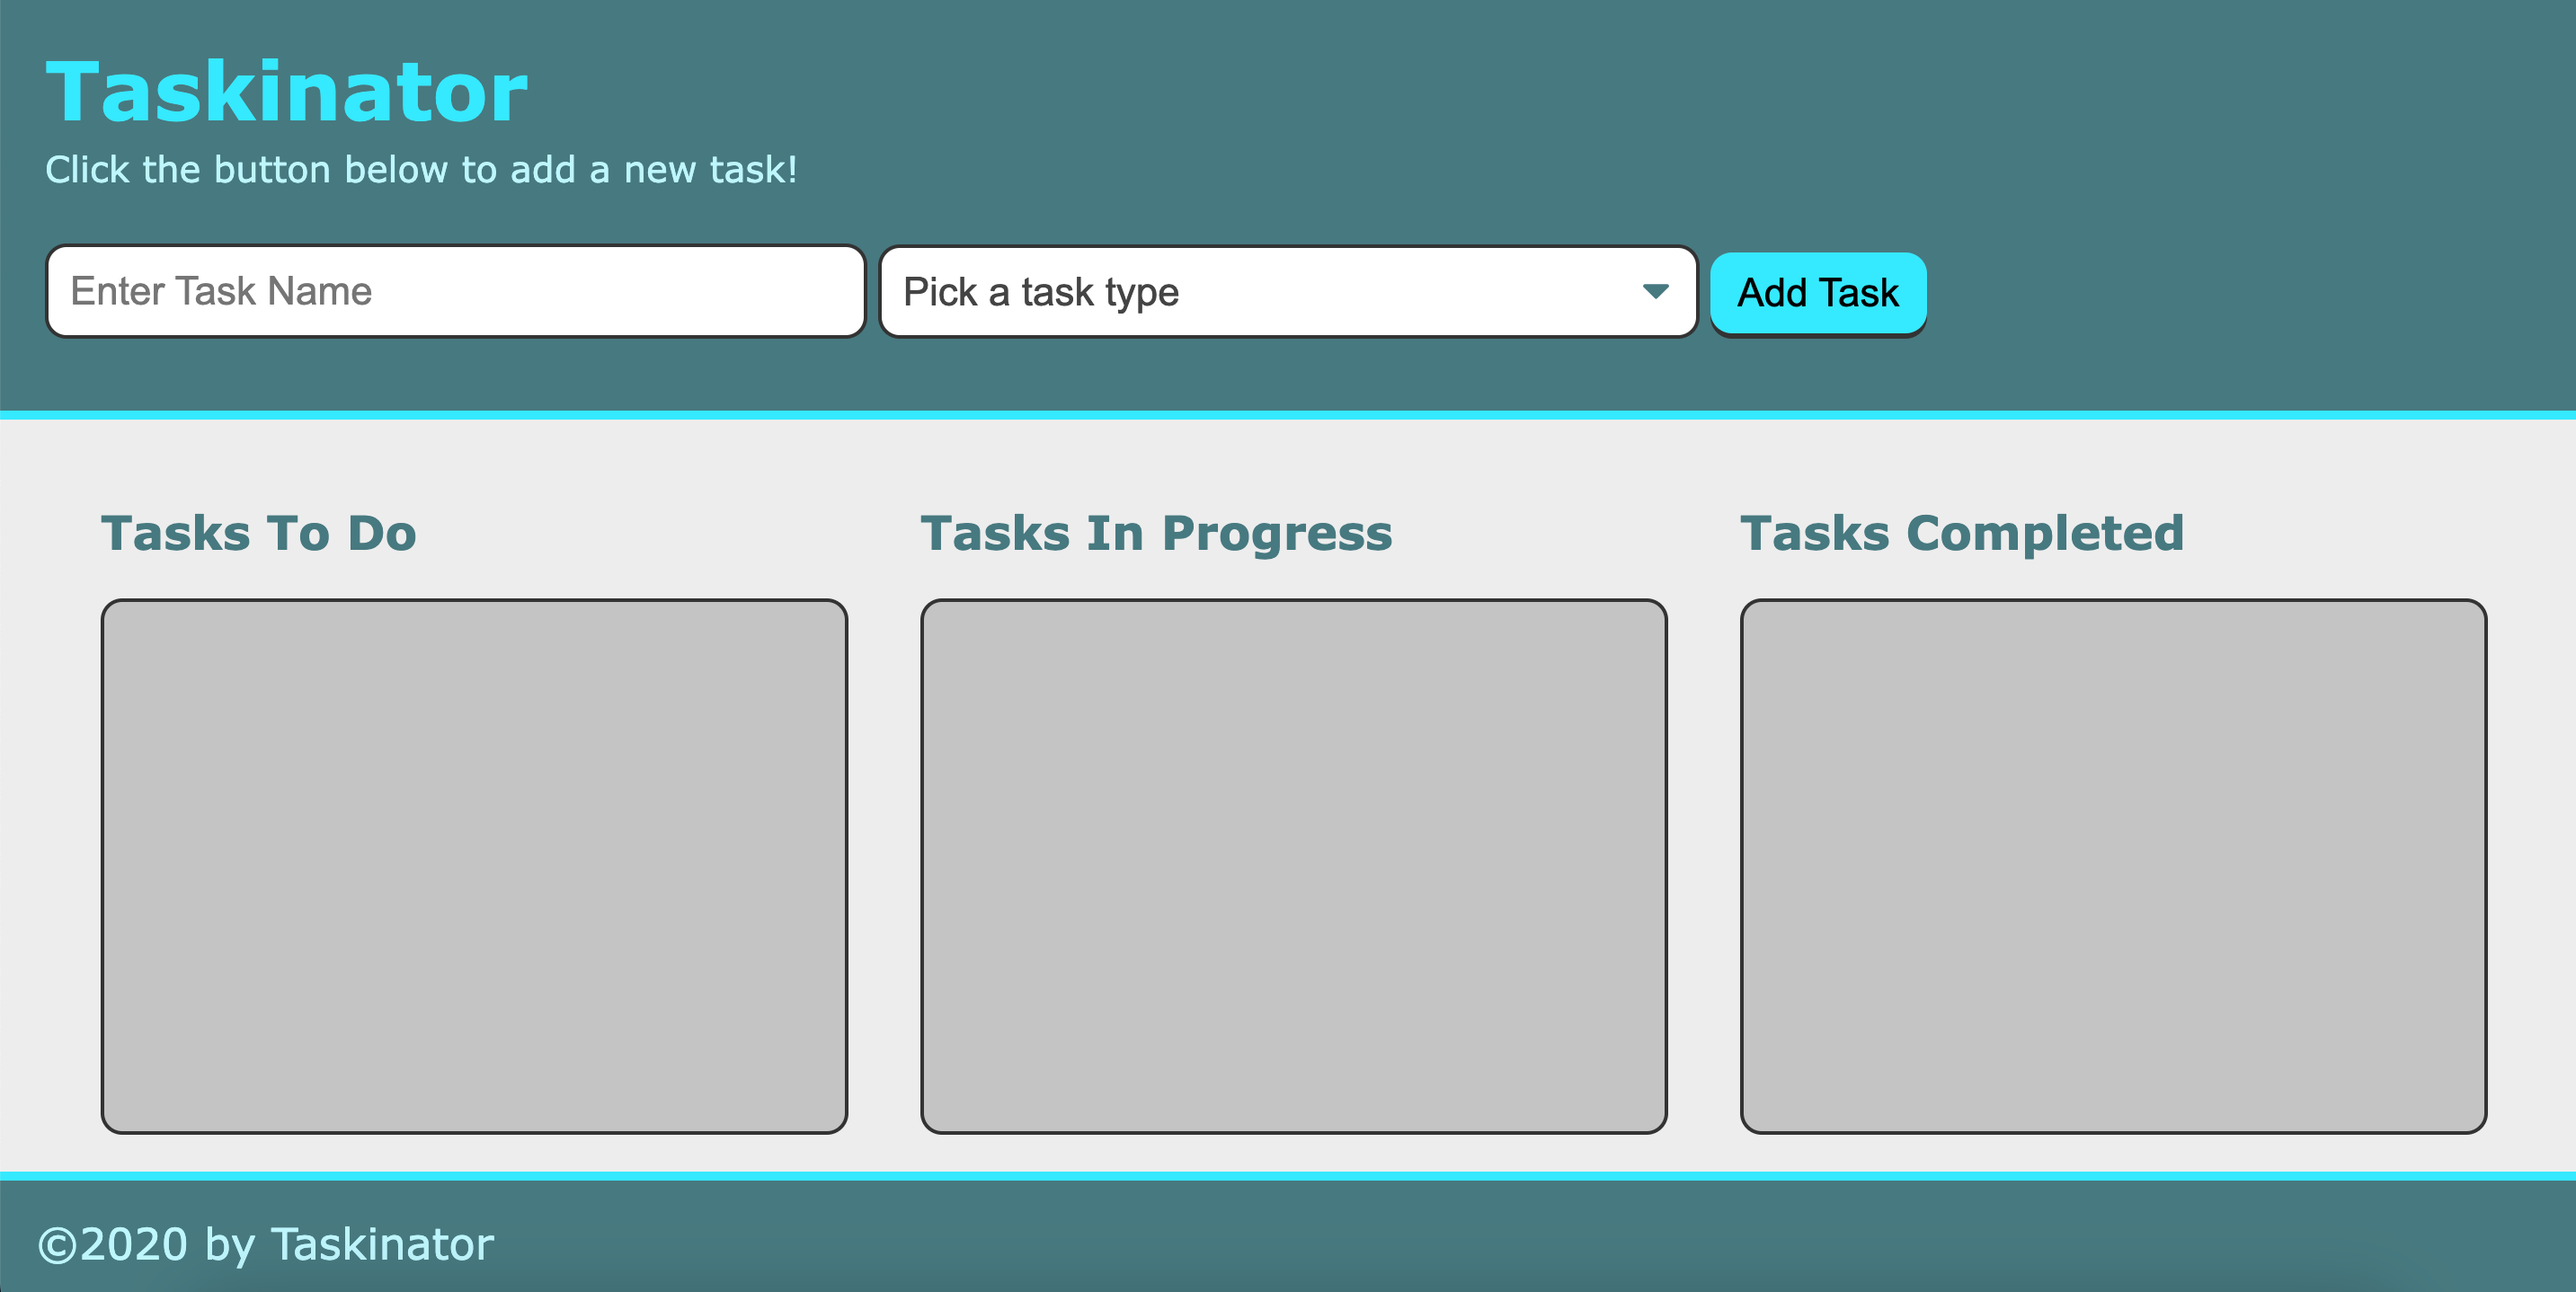 Taskinator
Click the button below to add a new task!
Enter Task Name
Pick a task type
Add Task
Tasks To Do
Tasks In Progress
Tasks Completed
©2020 by Taskinator